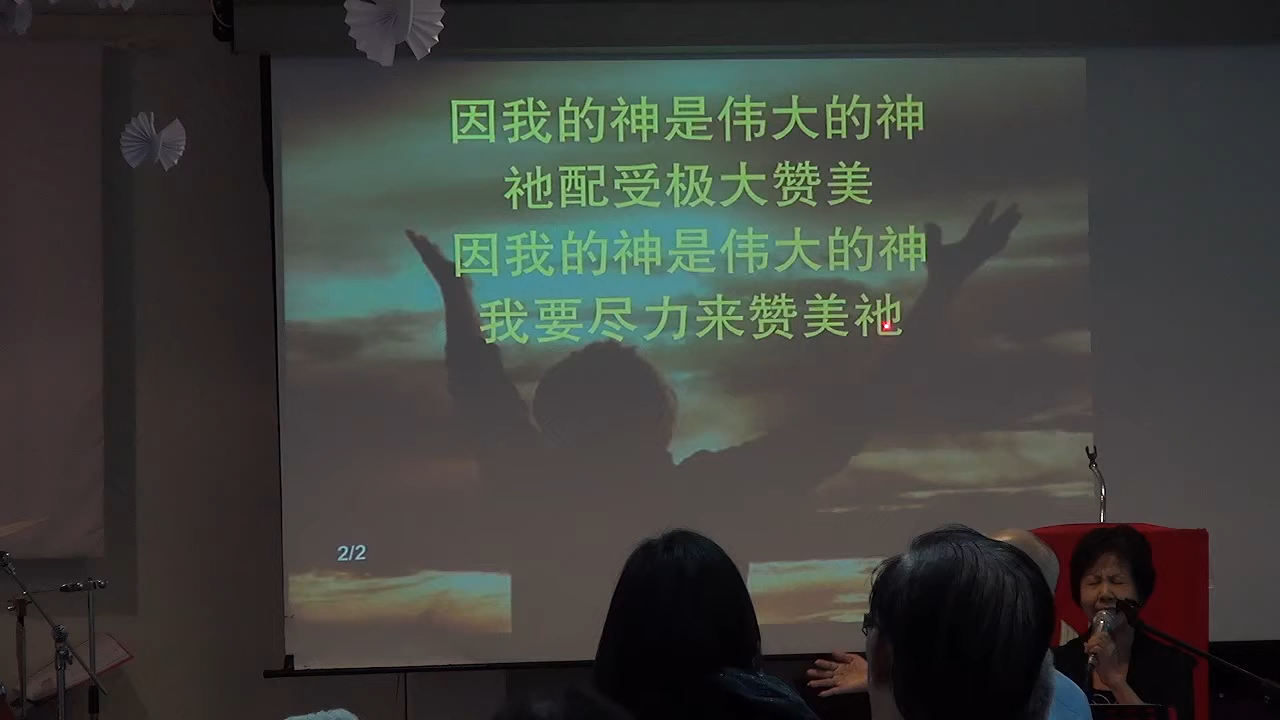 因我的神是伟大的神
祂配受极大赞美
因我的神是伟大的神
我要尽力来赞美祂
2/2